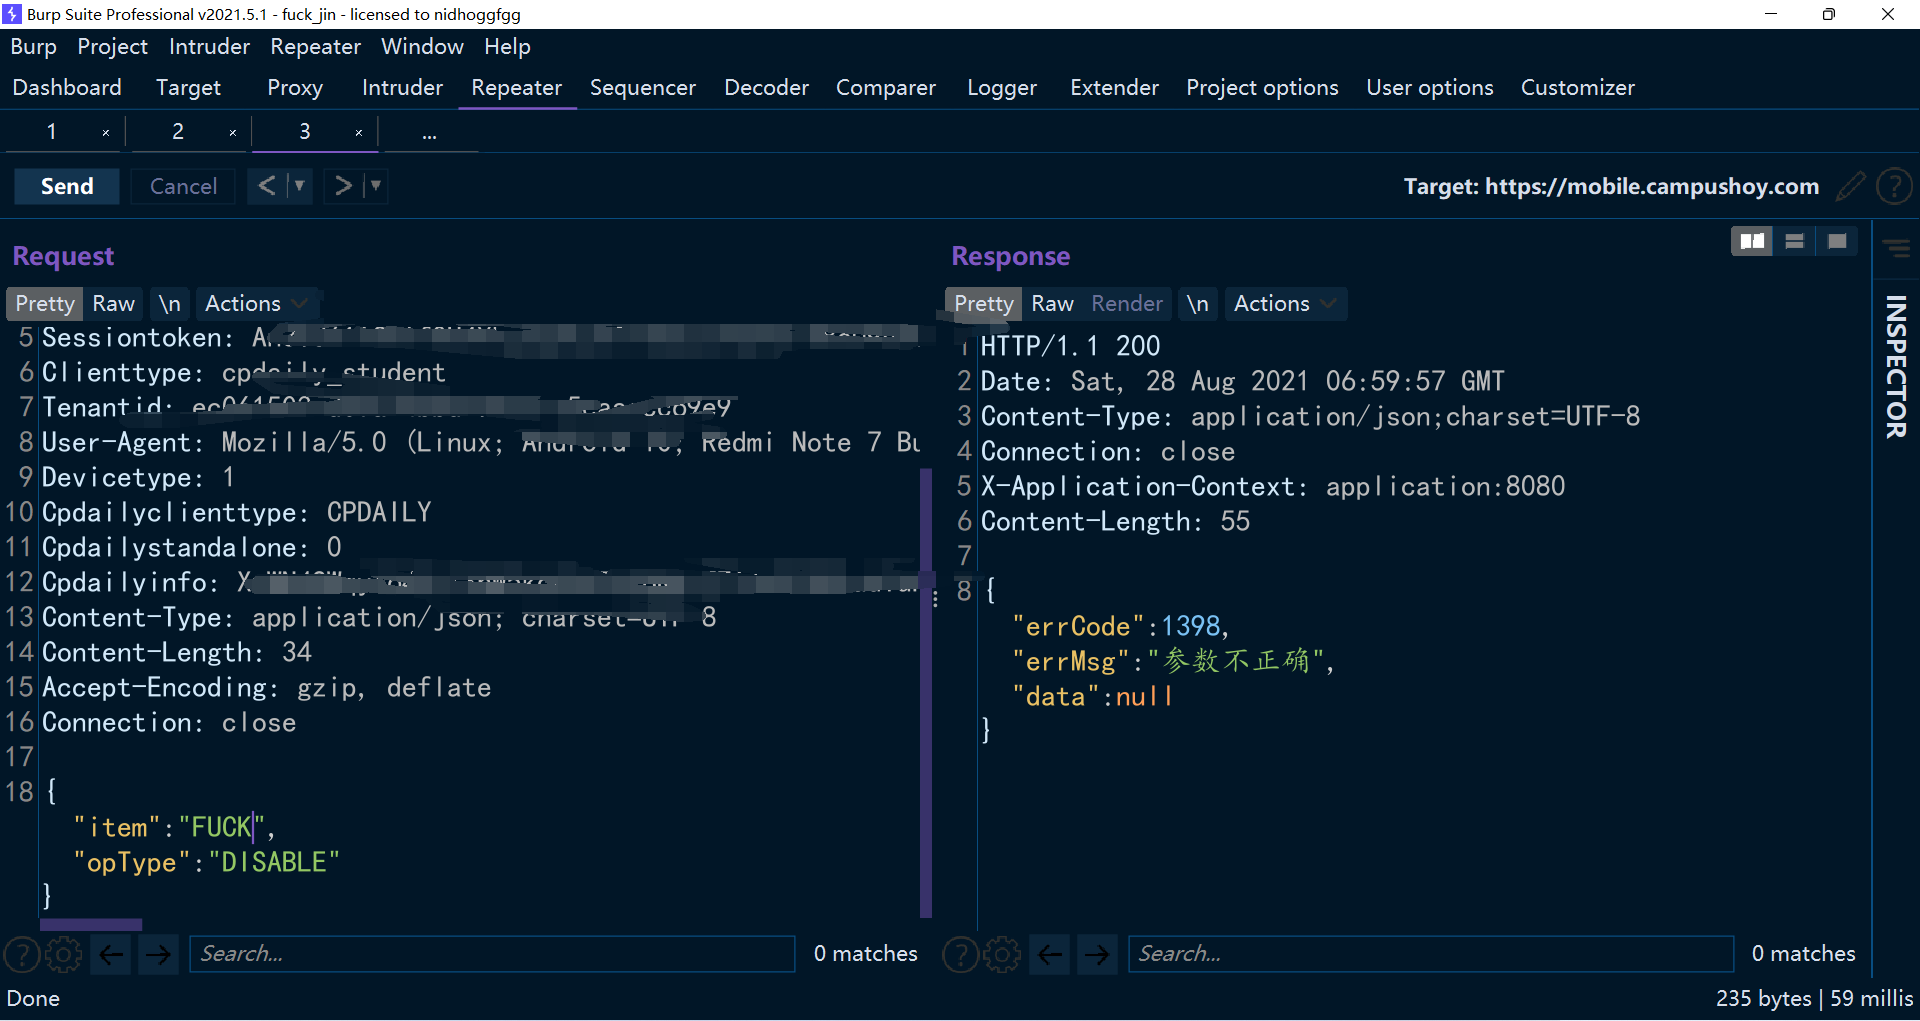 Burp Suite Professional v2021.5.1 - fuck_jin - licensed to nidhoggfgg
Burp Project Intruder Repeater Window Help
Dashboard Target Proxy Intruder Repeater Sequencer Decoder Comparer Logger Extender Project options User options Customizer
1 × 2 × 3 × ...
Send Cancel < > Target: https://mobile.campushoy.com
Request
Pretty Raw \n Actions
5 Sessiontoken:
6 Clienttype: cpdaily_student
7 Tenantid:
8 User-Agent: Mozilla/5.0 (Linux; Android 10; Redmi Note 7 Bu
9 Devicetype: 1
10 Cpdailyclienttype: CPDAILY
11 Cpdailystandalone: 0
12 Cpdailyinfo:
13 Content-Type: application/json; charset=UTF-8
14 Content-Length: 34
15 Accept-Encoding: gzip, deflate
16 Connection: close
17
18 {
"item":"FUCK",
"opType":"DISABLE"
}
Search... 0 matches
Response
Pretty Raw Render \n Actions
1 HTTP/1.1 200
2 Date: Sat, 28 Aug 2021 06:59:57 GMT
3 Content-Type: application/json;charset=UTF-8
4 Connection: close
5 X-Application-Context: application:8080
6 Content-Length: 55
7
8 {
"errCode":1398,
"errMsg":"参数不正确",
"data":null
}
Search... 0 matches
INSPECTOR
Done
235 bytes | 59 millis